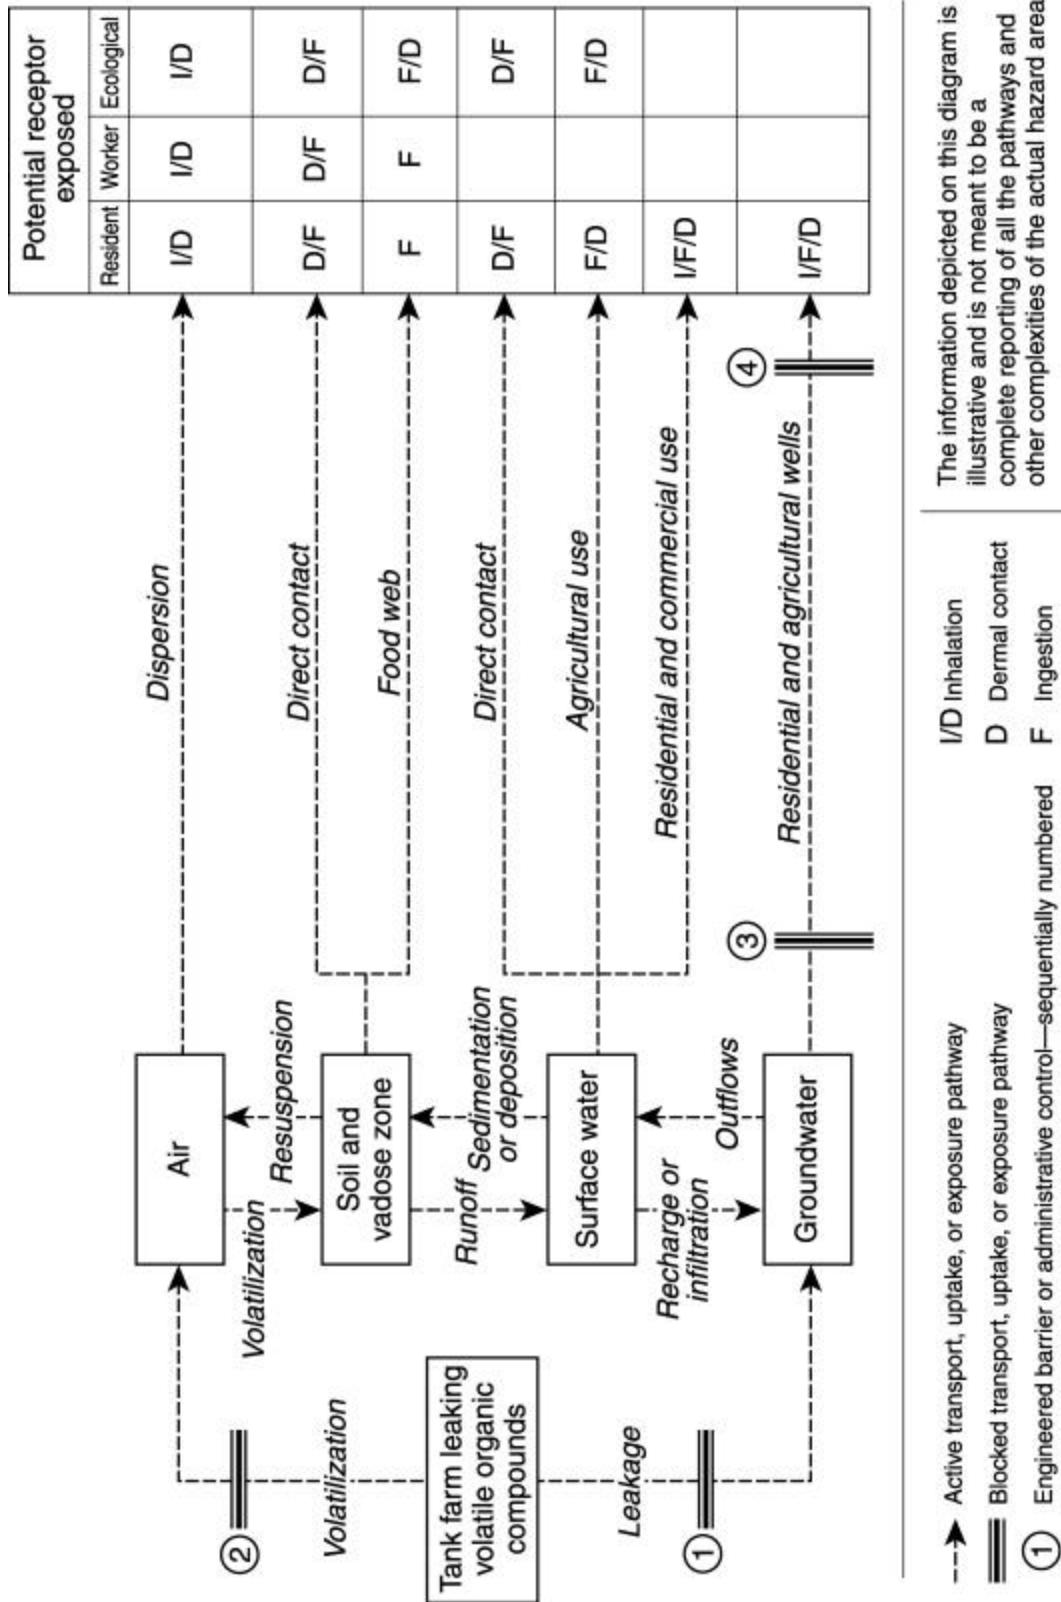 Potential receptor
exposed
Resident Worker Ecological
I/D I/D I/D
D/F D/F D/F
F F F/D
D/F D/F
F/D F/D
I/F/D
I/F/D
Tank farm leaking
volatile organic
compounds
Volatilization
Leakage
②
①
Air
Volatilization
Resuspension
Soil and
vadose zone
Runoff
Sedimentation
or deposition
Surface water
Recharge or
infiltration
Outflows
Groundwater
Dispersion
Direct contact
Food web
Direct contact
Agricultural use
Residential and commercial use
Residential and agricultural wells
③
④
Active transport, uptake, or exposure pathway
Blocked transport, uptake, or exposure pathway
① Engineered barrier or administrative control—sequentially numbered
I/D Inhalation
D Dermal contact
F Ingestion
The information depicted on this diagram is
illustrative and is not meant to be a
complete reporting of all the pathways and
other complexities of the actual hazard area